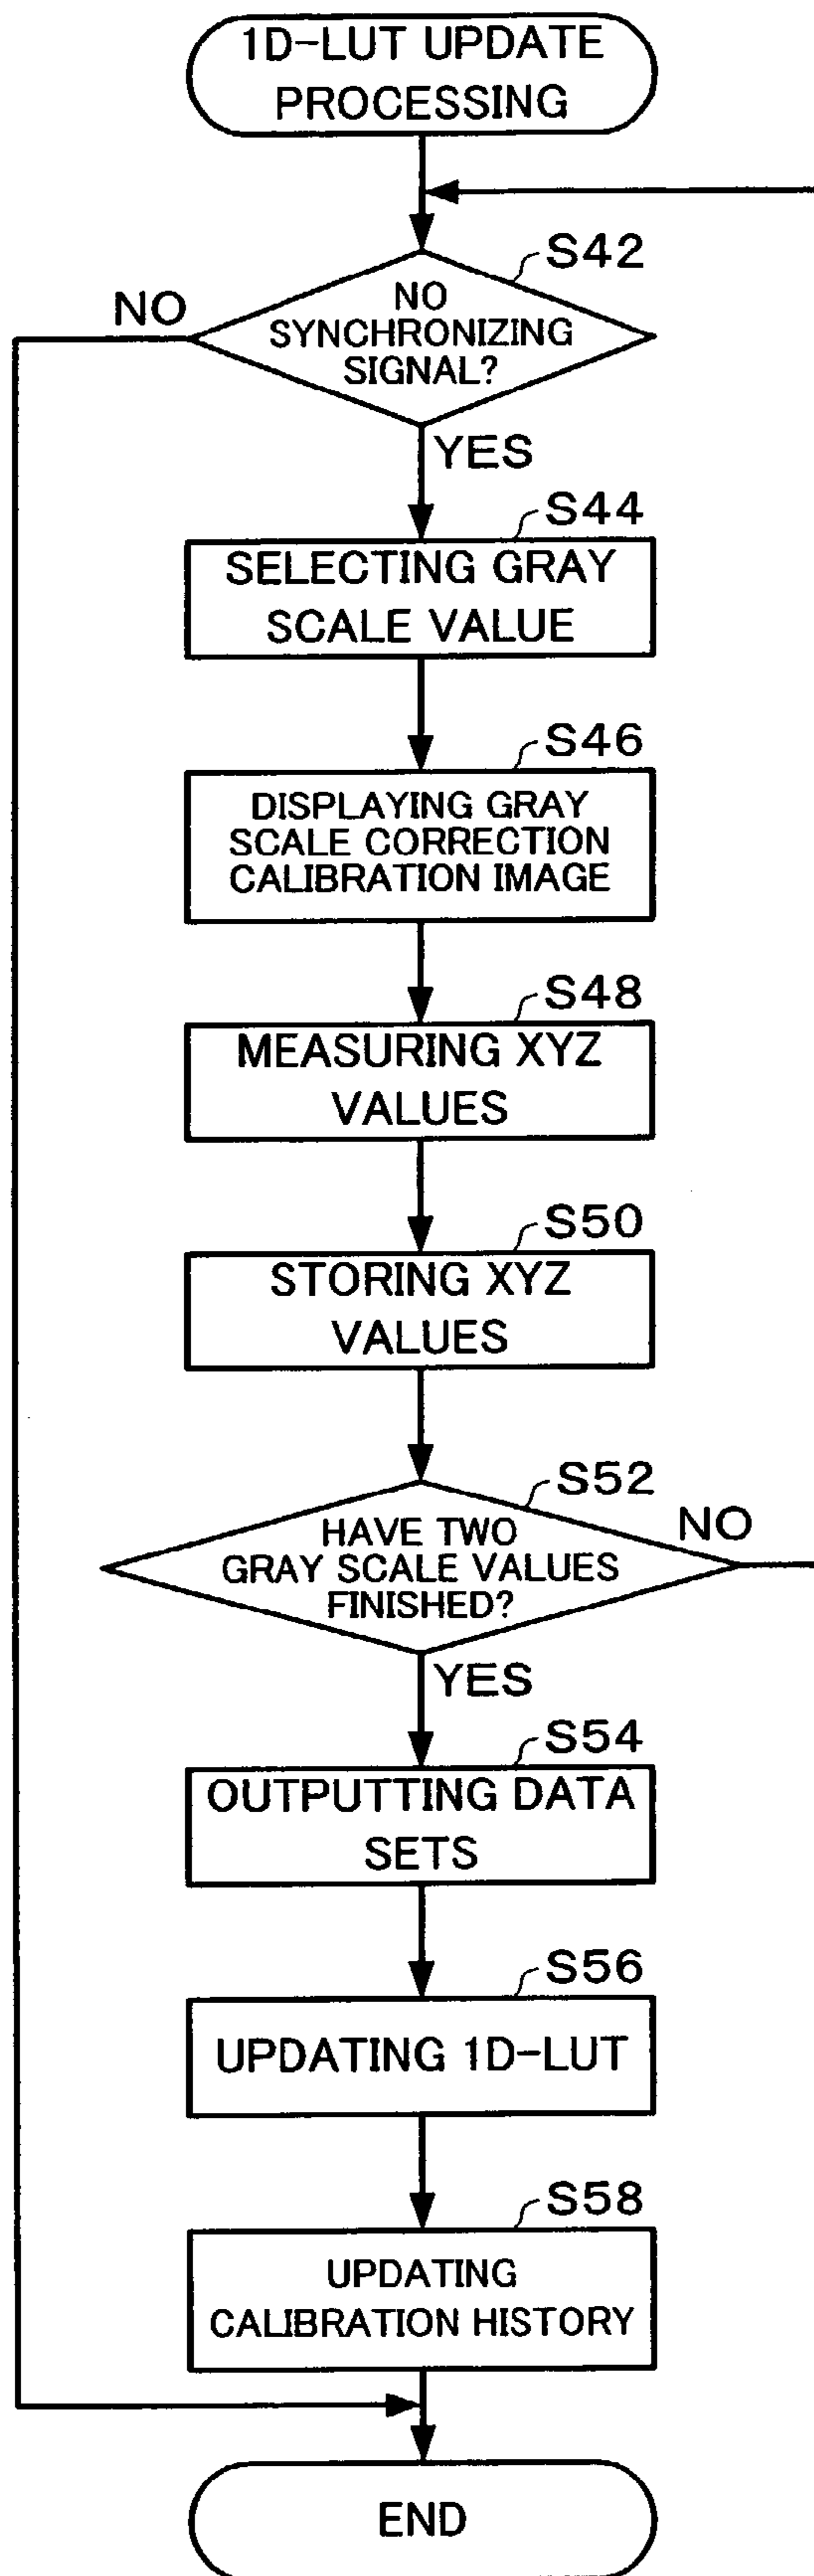 1D-LUT UPDATE
PROCESSING
S42
NO
NO
SYNCHRONIZING
SIGNAL?
YES
S44
SELECTING GRAY
SCALE VALUE
S46
DISPLAYING GRAY
SCALE CORRECTION
CALIBRATION IMAGE
S48
MEASURING XYZ
VALUES
S50
STORING XYZ
VALUES
S52
NO
HAVE TWO
GRAY SCALE VALUES
FINISHED?
YES
S54
OUTPUTTING DATA
SETS
S56
UPDATING 1D-LUT
S58
UPDATING
CALIBRATION HISTORY
END